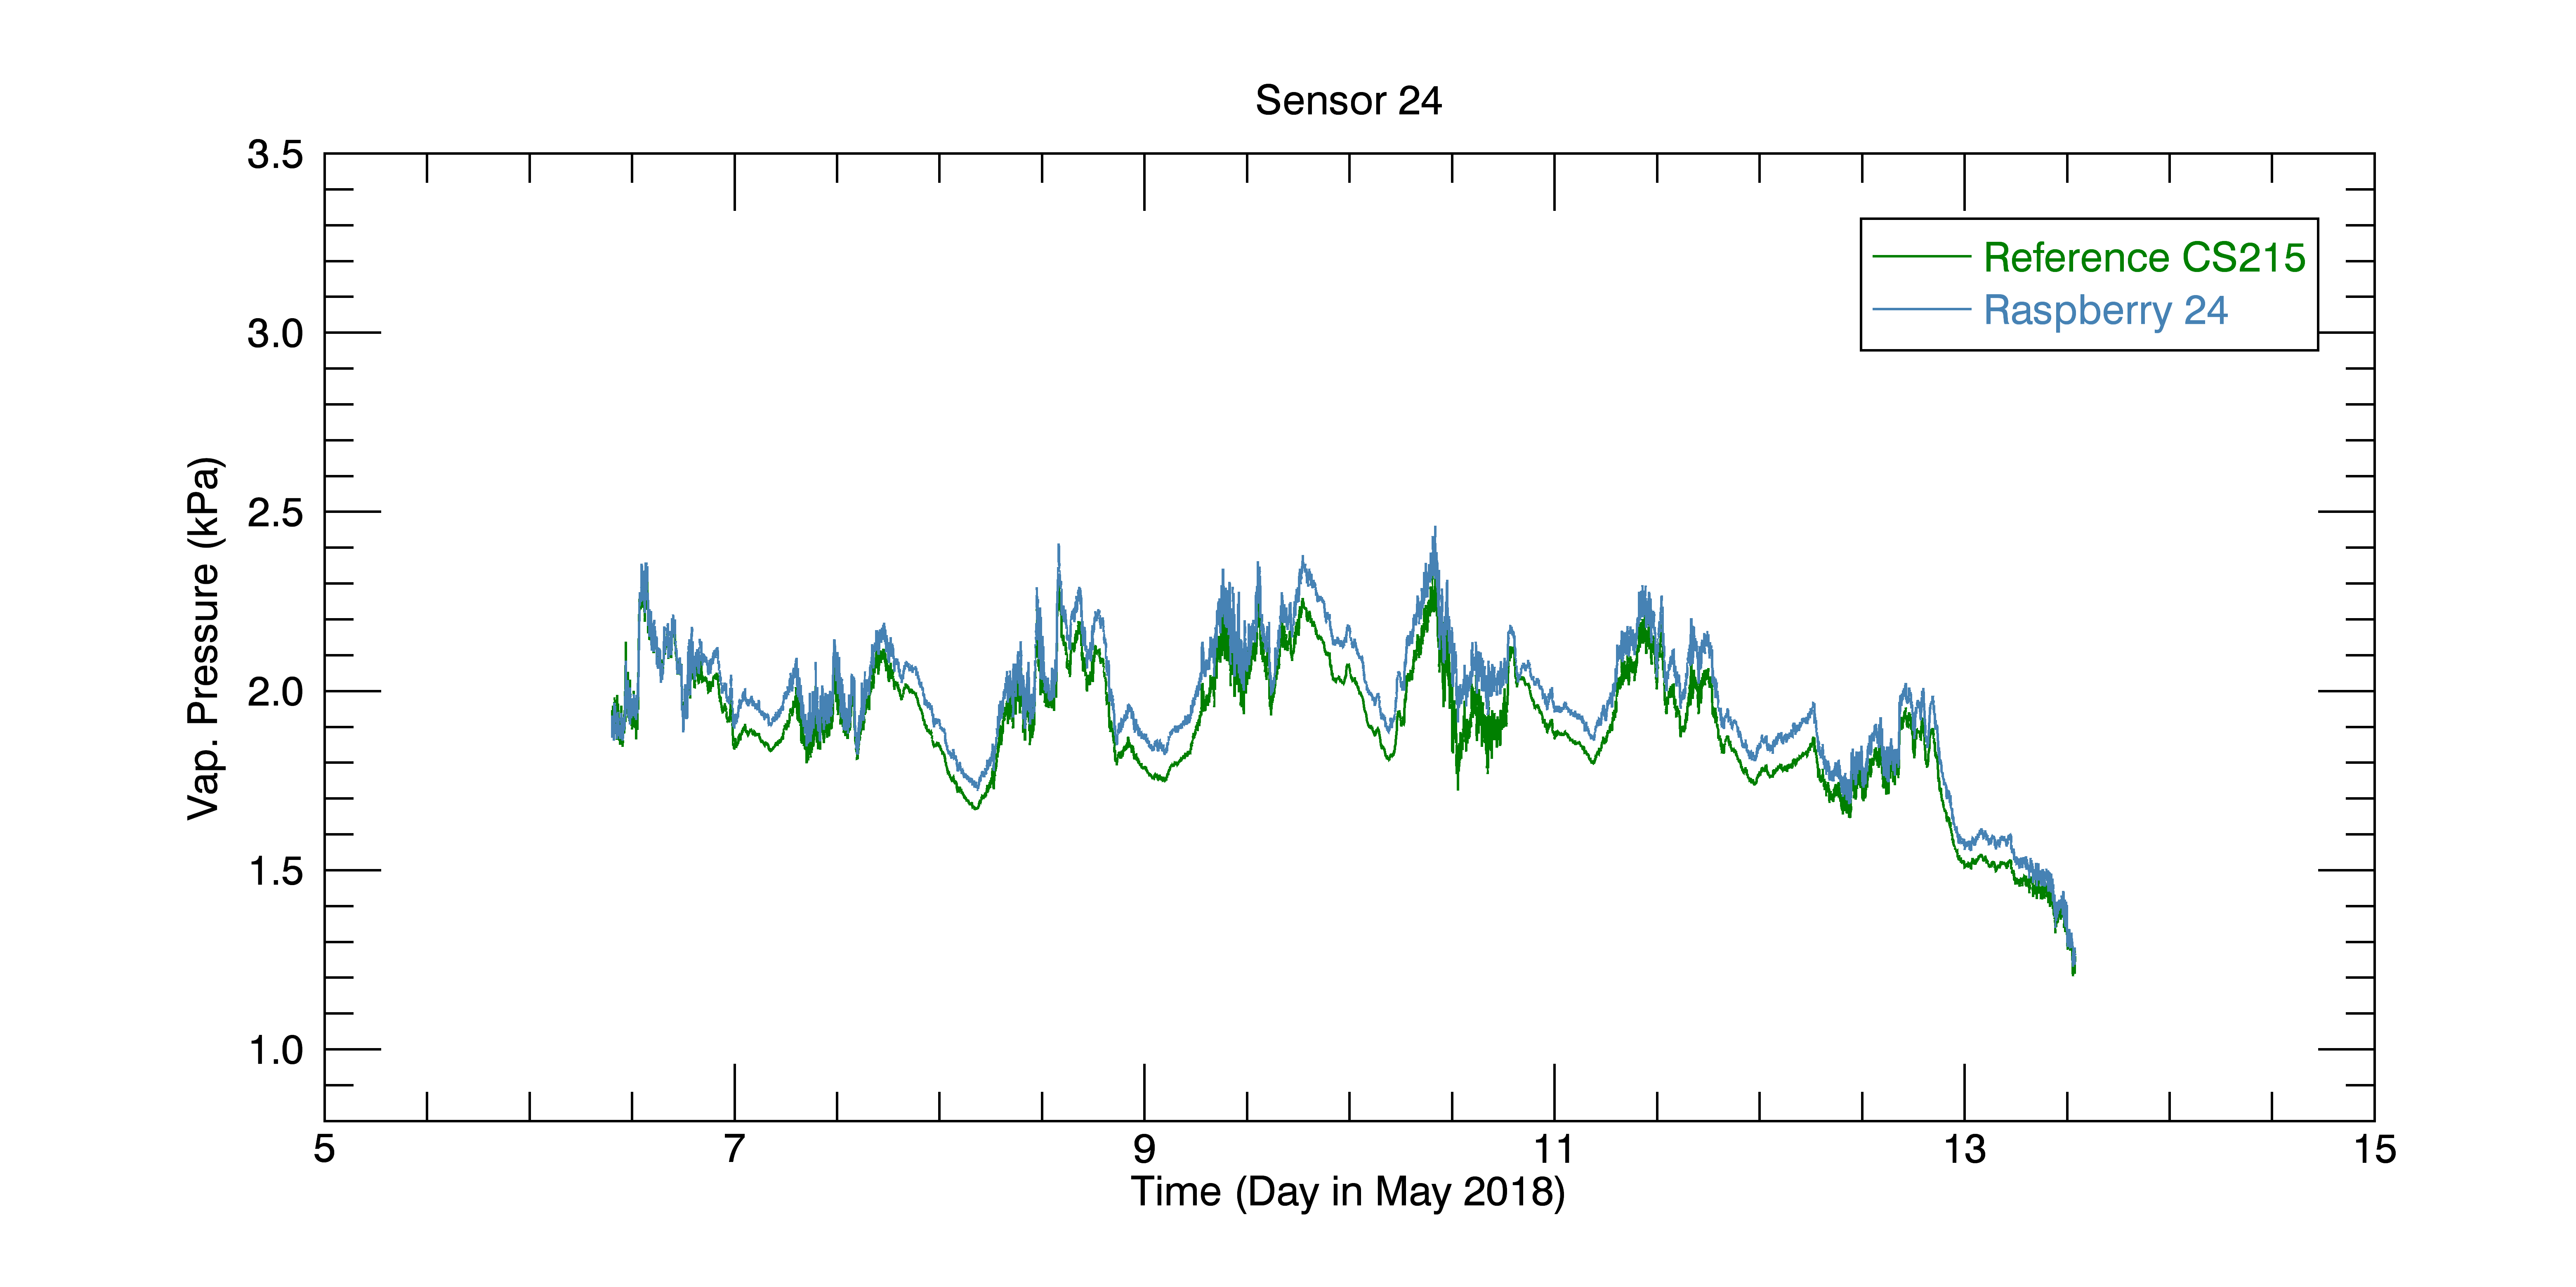 Sensor 24
3.5
3.0
2.5
2.0
1.5
1.0
Vap. Pressure (kPa)
Reference CS215
Raspberry 24
5 7 9 11 13 15
Time (Day in May 2018)